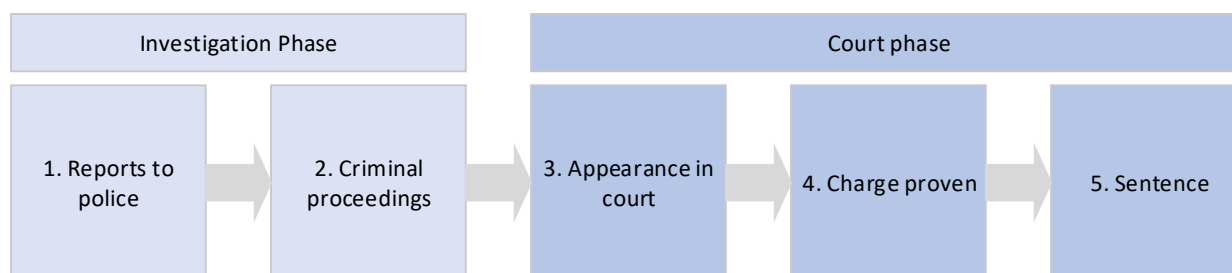 Investigation Phase
Court phase
1. Reports to
police
2. Criminal
proceedings
3. Appearance in
court
4. Charge proven
5. Sentence